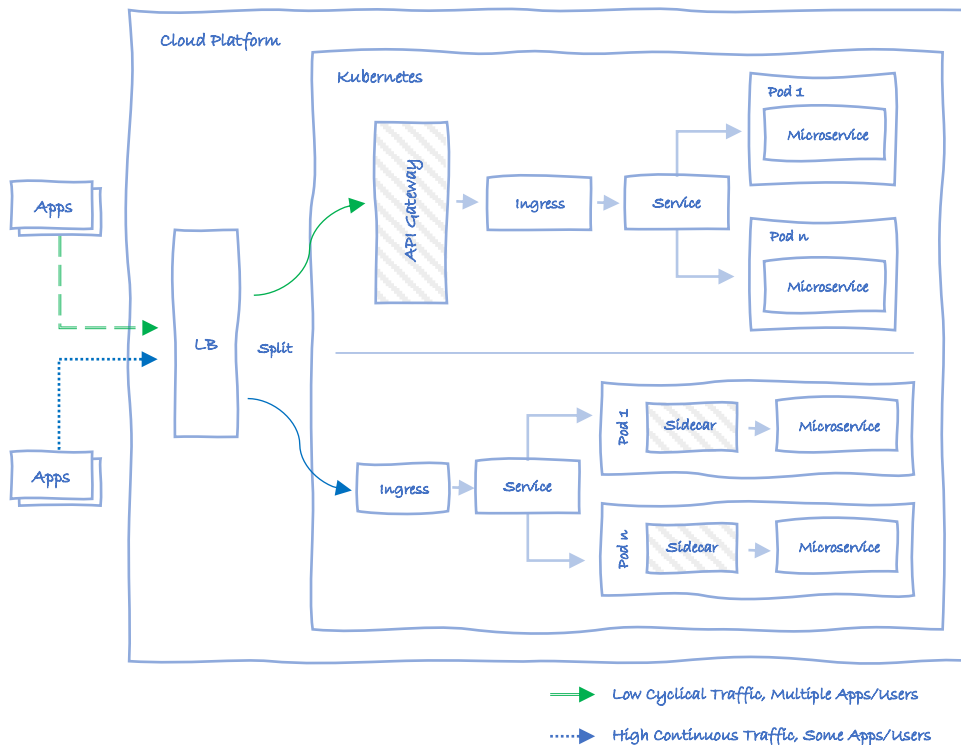 Cloud Platform
Kubernetes
Pod 1
Microservice
API Gateway
Apps
Ingress
Service
Pod n
Microservice
LB
Split
Pod 1
Sidecar
Microservice
Apps
Ingress
Service
Pod n
Sidecar
Microservice
Low Cyclical Traffic, Multiple Apps/Users
High Continuous Traffic, Some Apps/Users